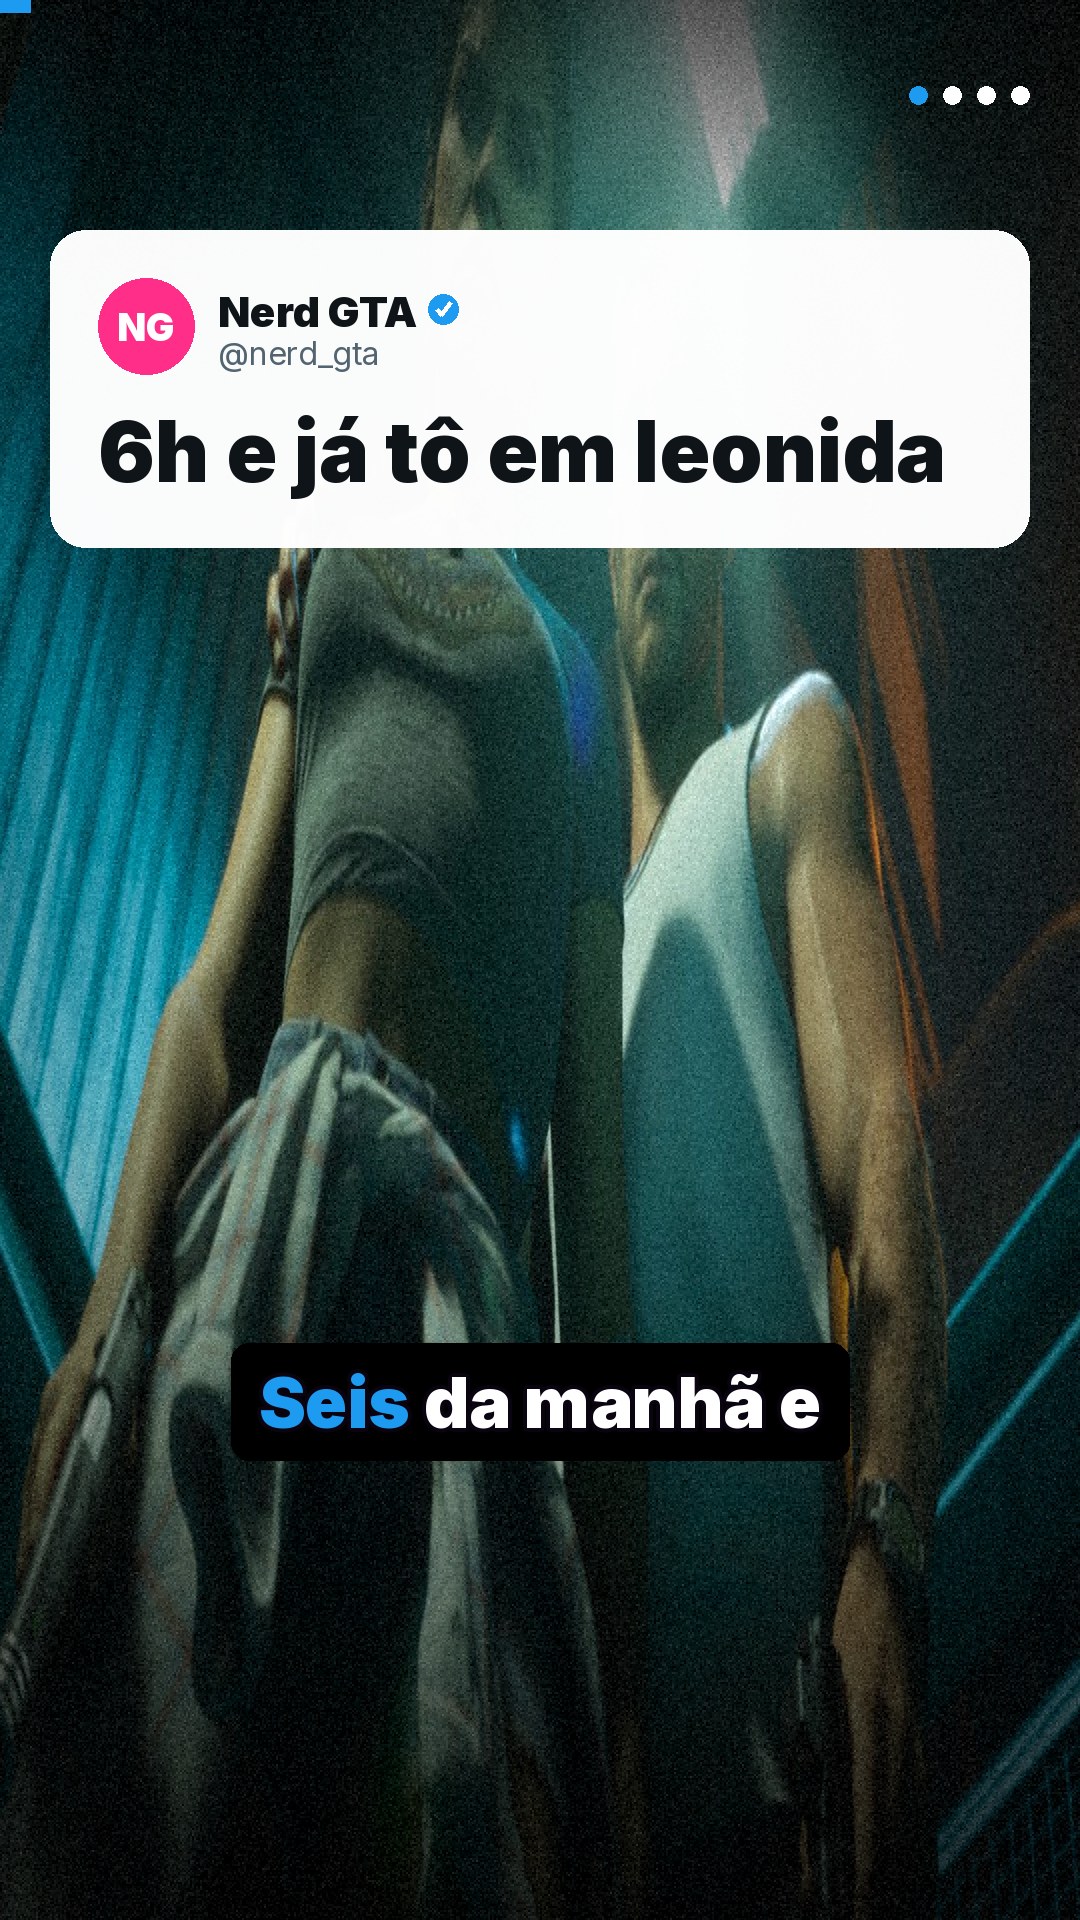 NG
Nerd GTA
@nerd_gta
6h e já tô em leonida
Seis da manhã e